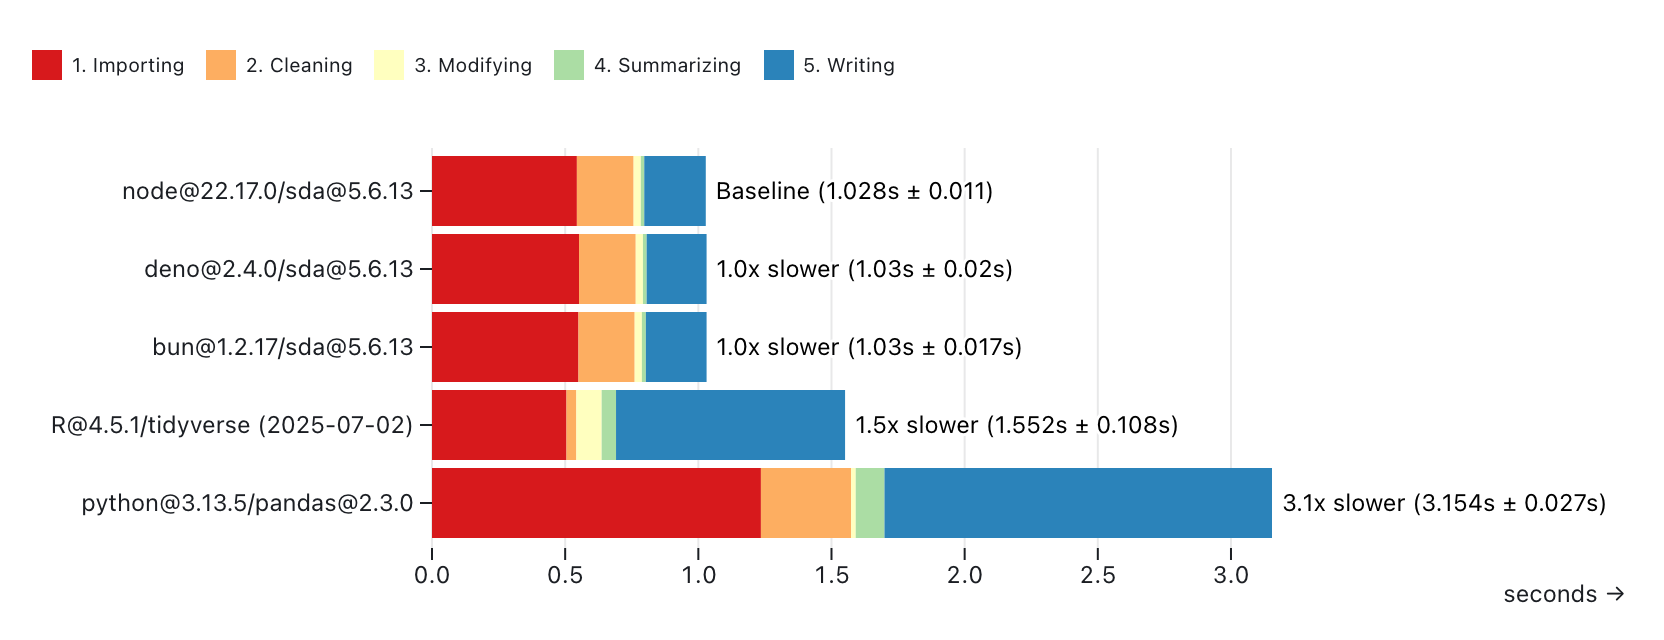 1. Importing 2. Cleaning 3. Modifying 4. Summarizing 5. Writing
node@22.17.0/sda@5.6.13 Baseline (1.028s ± 0.011)
deno@2.4.0/sda@5.6.13 1.0x slower (1.03s ± 0.02s)
bun@1.2.17/sda@5.6.13 1.0x slower (1.03s ± 0.017s)
R@4.5.1/tidyverse (2025-07-02) 1.5x slower (1.552s ± 0.108s)
python@3.13.5/pandas@2.3.0 3.1x slower (3.154s ± 0.027s)
0.0 0.5 1.0 1.5 2.0 2.5 3.0
seconds →